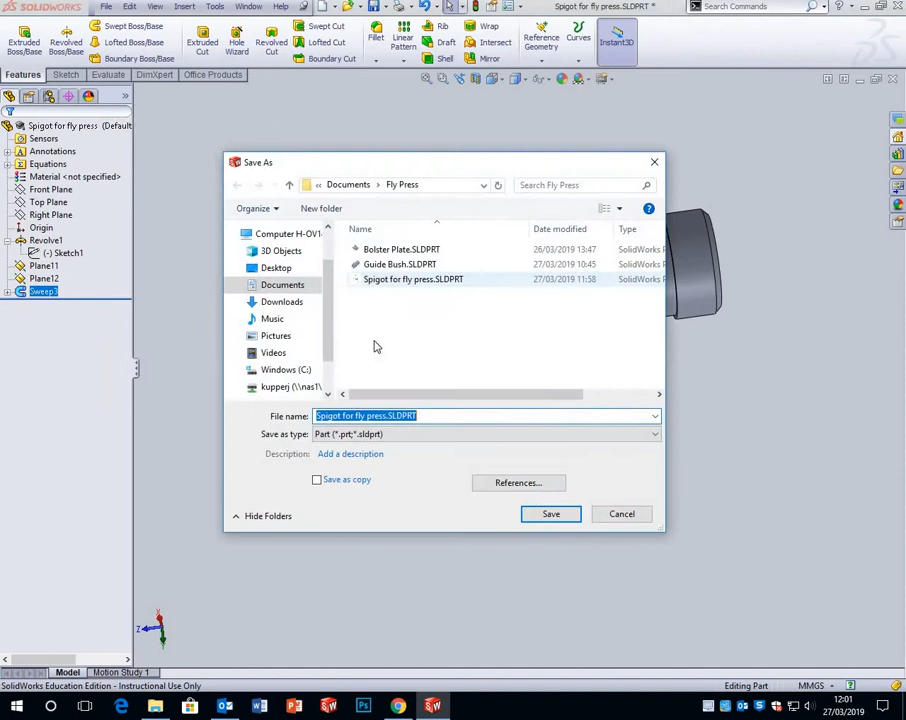 SOLIDWORKS File Edit View Insert Tools Window Help Spigot for fly press.SLDPRT * Search Commands
Extruded Boss/Base Revolved Boss/Base Swept Boss/Base Lofted Boss/Base Boundary Boss/Base Extruded Cut Hole Wizard Revolved Cut Swept Cut Lofted Cut Boundary Cut Fillet Linear Pattern Rib Draft Shell Wrap Intersect Mirror Reference Geometry Curves Instant3D
Features Sketch Evaluate DimXpert Office Products
Spigot for fly press (Default
Sensors
Annotations
Equations
Material <not specified>
Front Plane
Top Plane
Right Plane
Origin
Revolve1
(-) Sketch1
Plane11
Plane12
Sweep3
Save As
« Documents › Fly Press Search Fly Press
Organize New folder
Computer H-OV1
3D Objects
Desktop
Documents
Downloads
Music
Pictures
Videos
Windows (C:)
kupperj (\\nas1\
Name Date modified Type
Bolster Plate.SLDPRT 26/03/2019 13:47 SolidWorks P
Guide Bush.SLDPRT 27/03/2019 10:45 SolidWorks P
Spigot for fly press.SLDPRT 27/03/2019 11:58 SolidWorks P
File name: Spigot for fly press.SLDPRT
Save as type: Part (*.prt;*.sldprt)
Description: Add a description
Save as copy References...
Hide Folders Save Cancel
X
Z
Y
Model Motion Study 1
SolidWorks Education Edition - Instructional Use Only Editing Part MMGS
12:01
27/03/2019